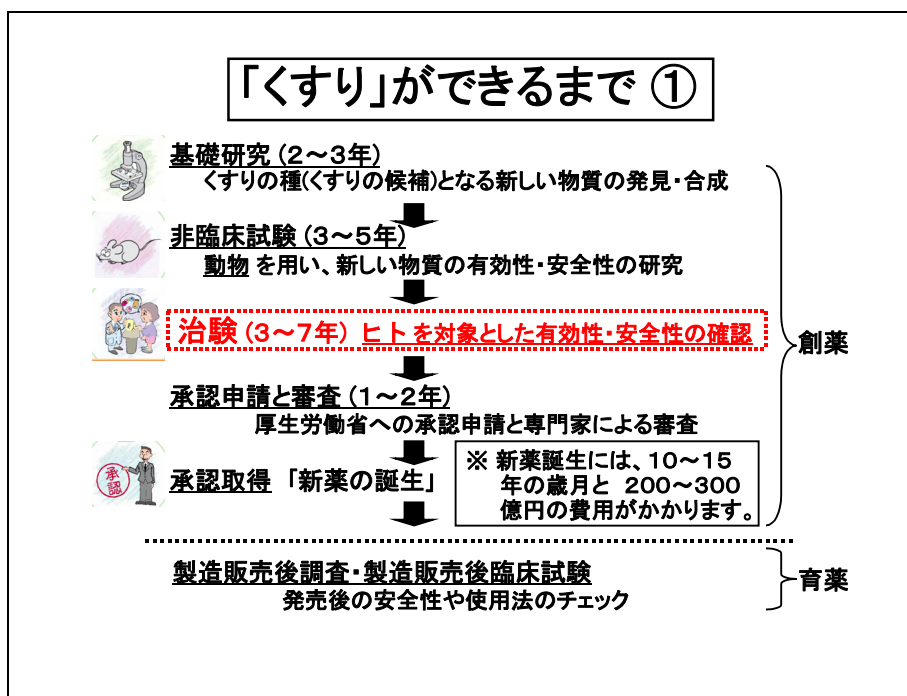 「くすり」ができるまで ①
基礎研究 (2～3年)
くすりの種(くすりの候補)となる新しい物質の発見・合成
非臨床試験 (3～5年)
動物 を用い、新しい物質の有効性・安全性の研究
治験 (3～7年) ヒト を対象とした有効性・安全性の確認
創薬
承認申請と審査 (1～2年)
厚生労働省への承認申請と専門家による審査
承認
承認取得 「新薬の誕生」
※ 新薬誕生には、10～15
年の歳月と 200～300
億円の費用がかかります。
製造販売後調査・製造販売後臨床試験
発売後の安全性や使用法のチェック
育薬